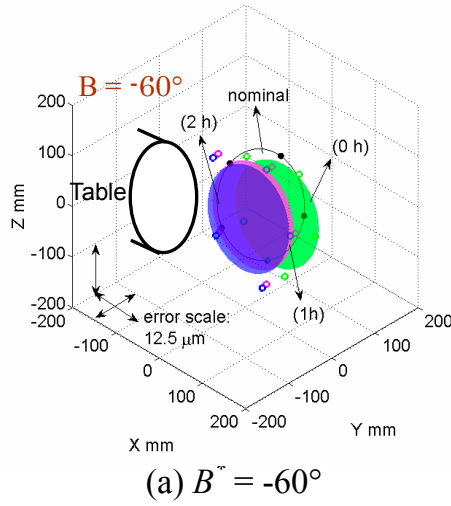 B = -60°
nominal
(2 h)
(0 h)
Table
(1h)
error scale:
12.5 μm
Z mm
200
100
0
-100
-200
X mm
-200
-100
0
100
200
Y mm
-200
-100
0
100
200
(a) B* = -60°